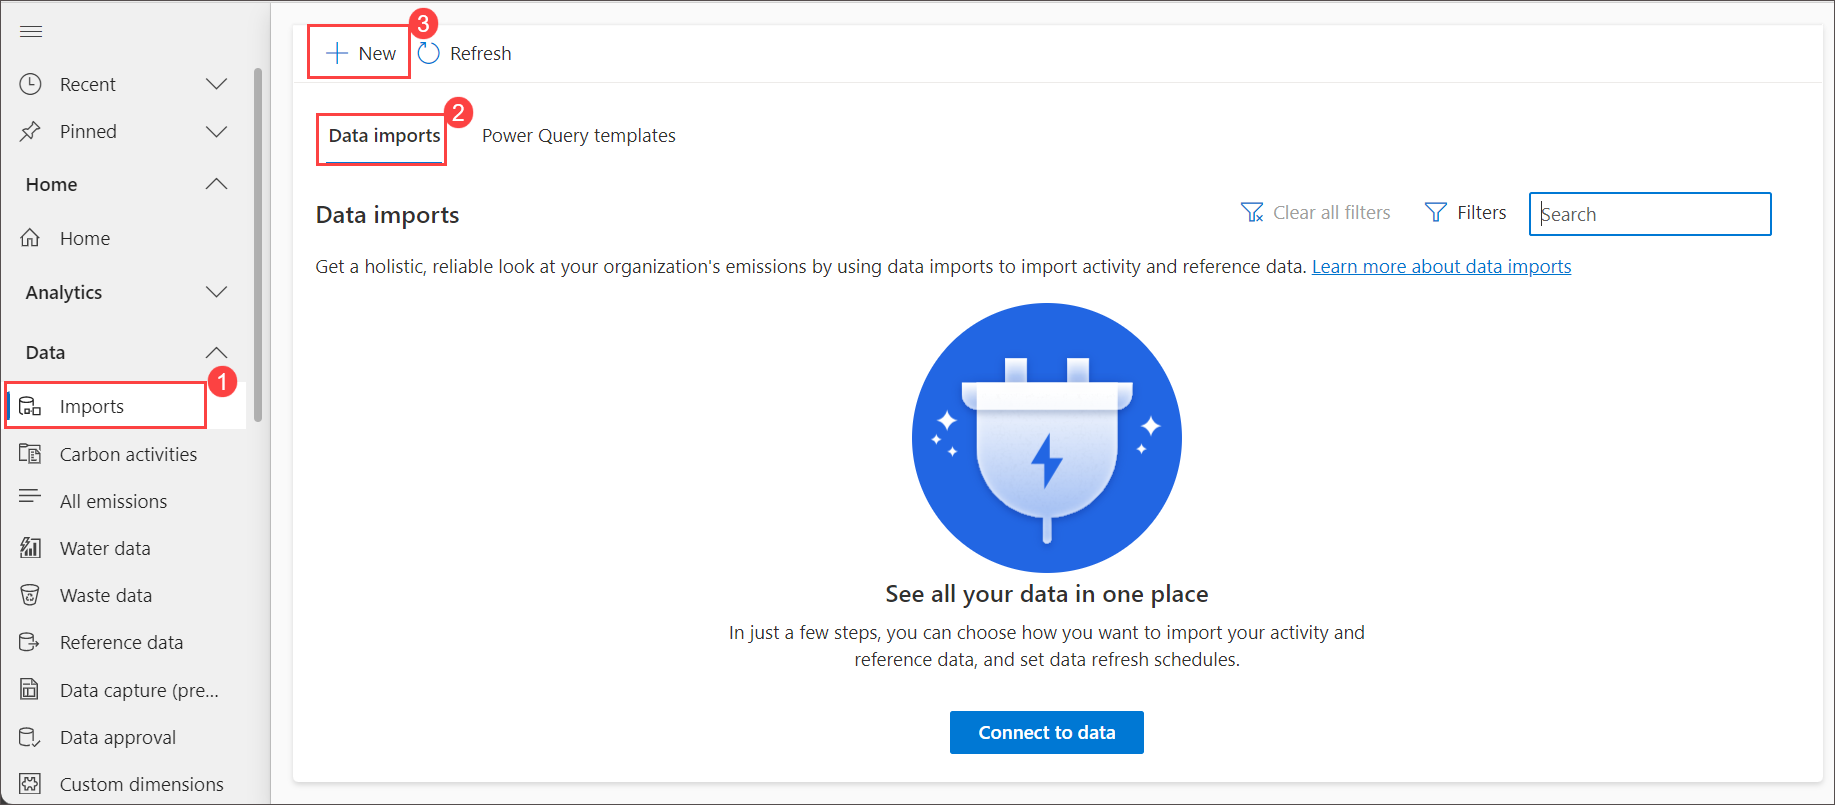 Recent
Pinned
Home
Home
Analytics
Data
1
Imports
Carbon activities
All emissions
Water data
Waste data
Reference data
Data capture (pre...
Data approval
Custom dimensions
3
New
Refresh
2
Data imports
Power Query templates
Data imports
Clear all filters
Filters
Search
Get a holistic, reliable look at your organization's emissions by using data imports to import activity and reference data. Learn more about data imports
See all your data in one place
In just a few steps, you can choose how you want to import your activity and
reference data, and set data refresh schedules.
Connect to data